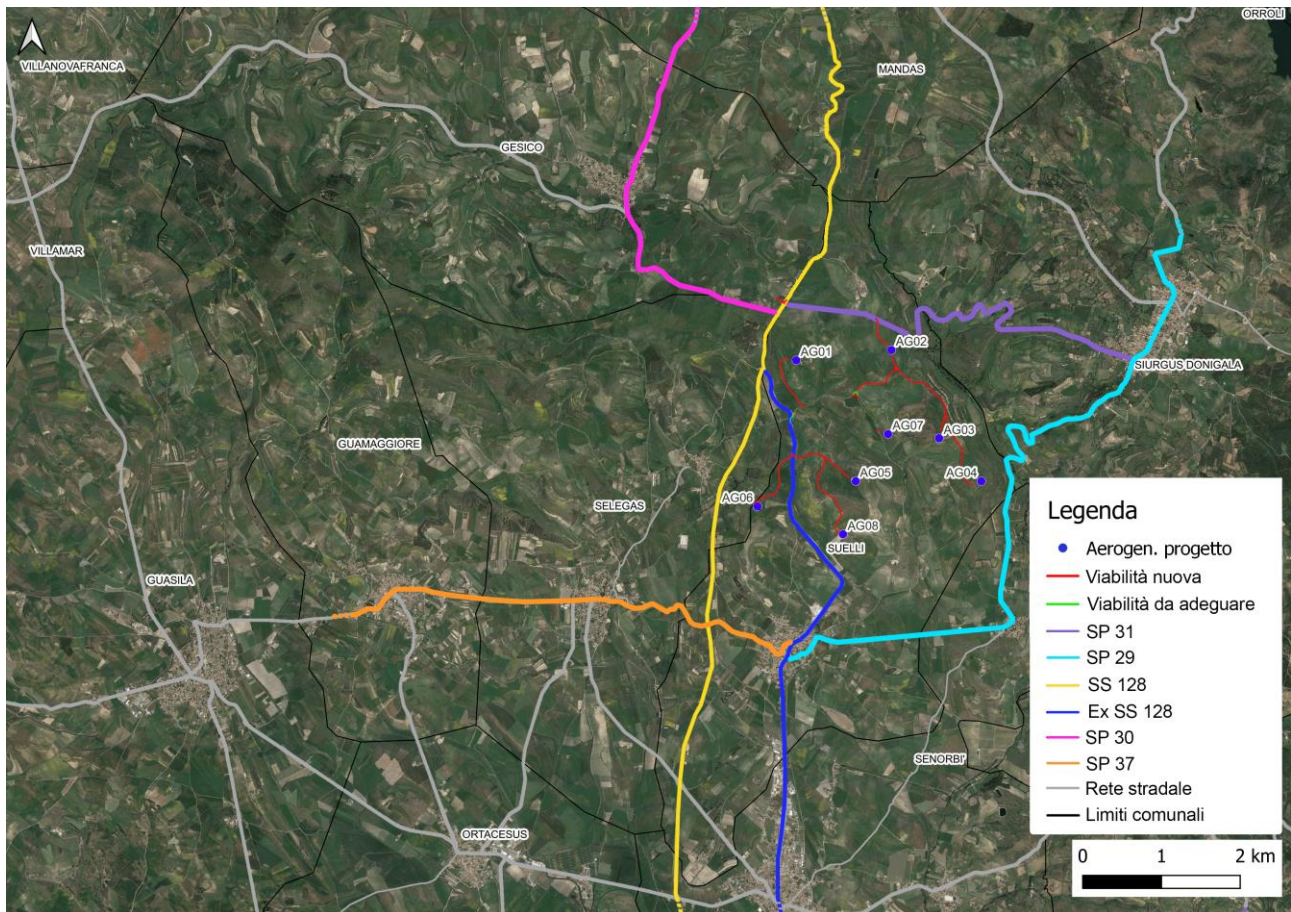 ORROLI
VILLANOVAFRANCA
MANDAS
GESICO
VILLAMAR
SIURGUS DONIGALA
AG02
AG01
AG07
AG03
GUAMAGGIORE
AG05
AG04
AG06
SELEGAS
AG08
SUELLI
GUASILA
SENORBI'
ORTACESUS
Legenda
Aerogen. progetto
Viabilità nuova
Viabilità da adeguare
SP 31
SP 29
SS 128
Ex SS 128
SP 30
SP 37
Rete stradale
Limiti comunali
0 1 2 km